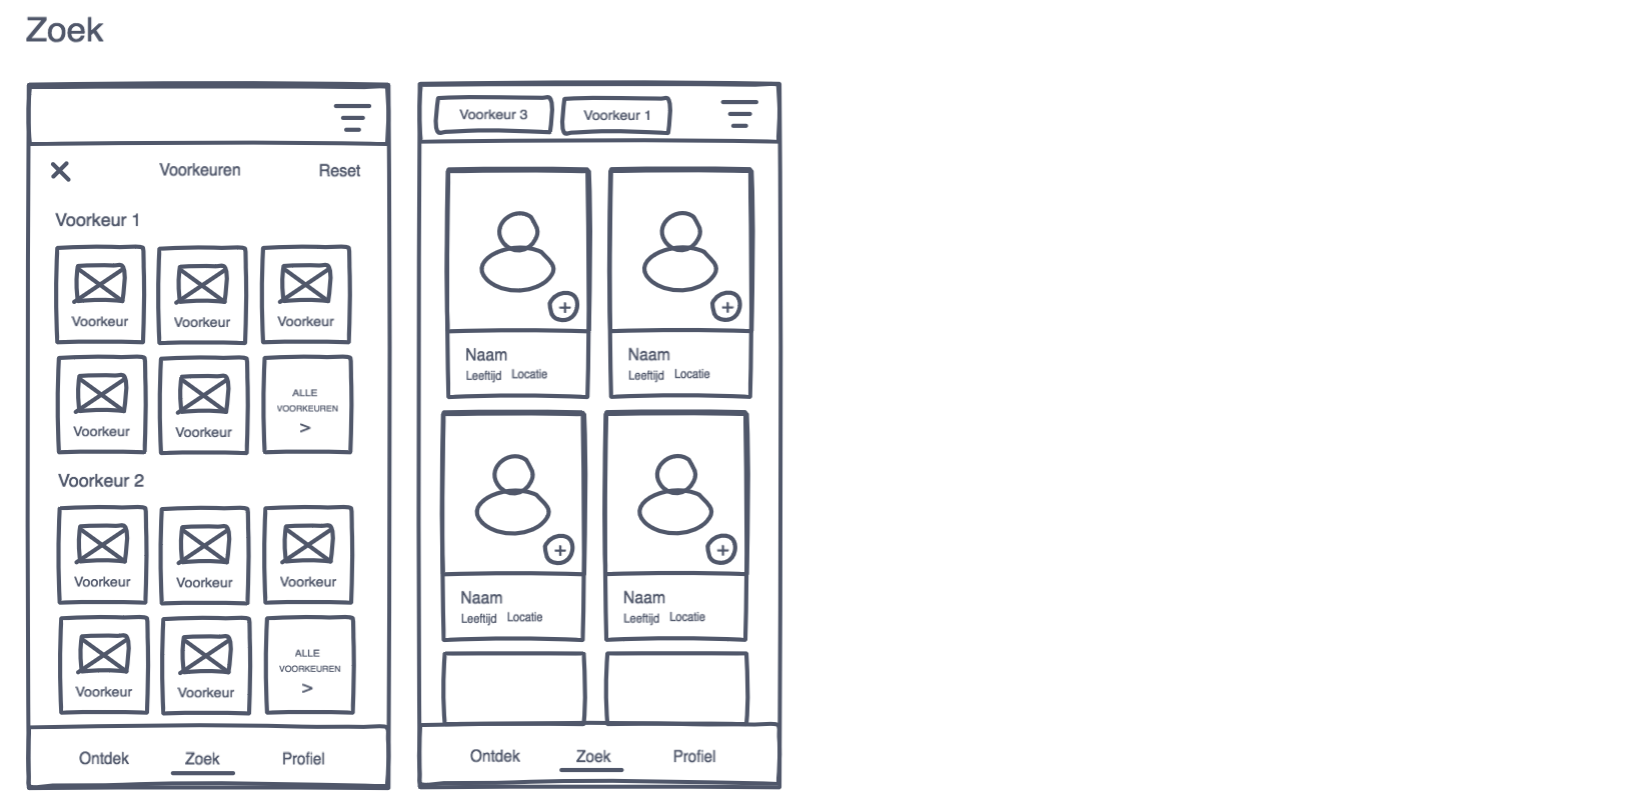 Zoek
Voorkeuren Reset
Voorkeur 1
Voorkeur Voorkeur Voorkeur
Voorkeur Voorkeur ALLE
VOORKEUREN
>
Voorkeur 2
Voorkeur Voorkeur Voorkeur
Voorkeur Voorkeur ALLE
VOORKEUREN
>
Ontdek Zoek Profiel
Voorkeur 3 Voorkeur 1
+ +
Naam Naam
Leeftijd Locatie Leeftijd Locatie
+ +
Naam Naam
Leeftijd Locatie Leeftijd Locatie
Ontdek Zoek Profiel